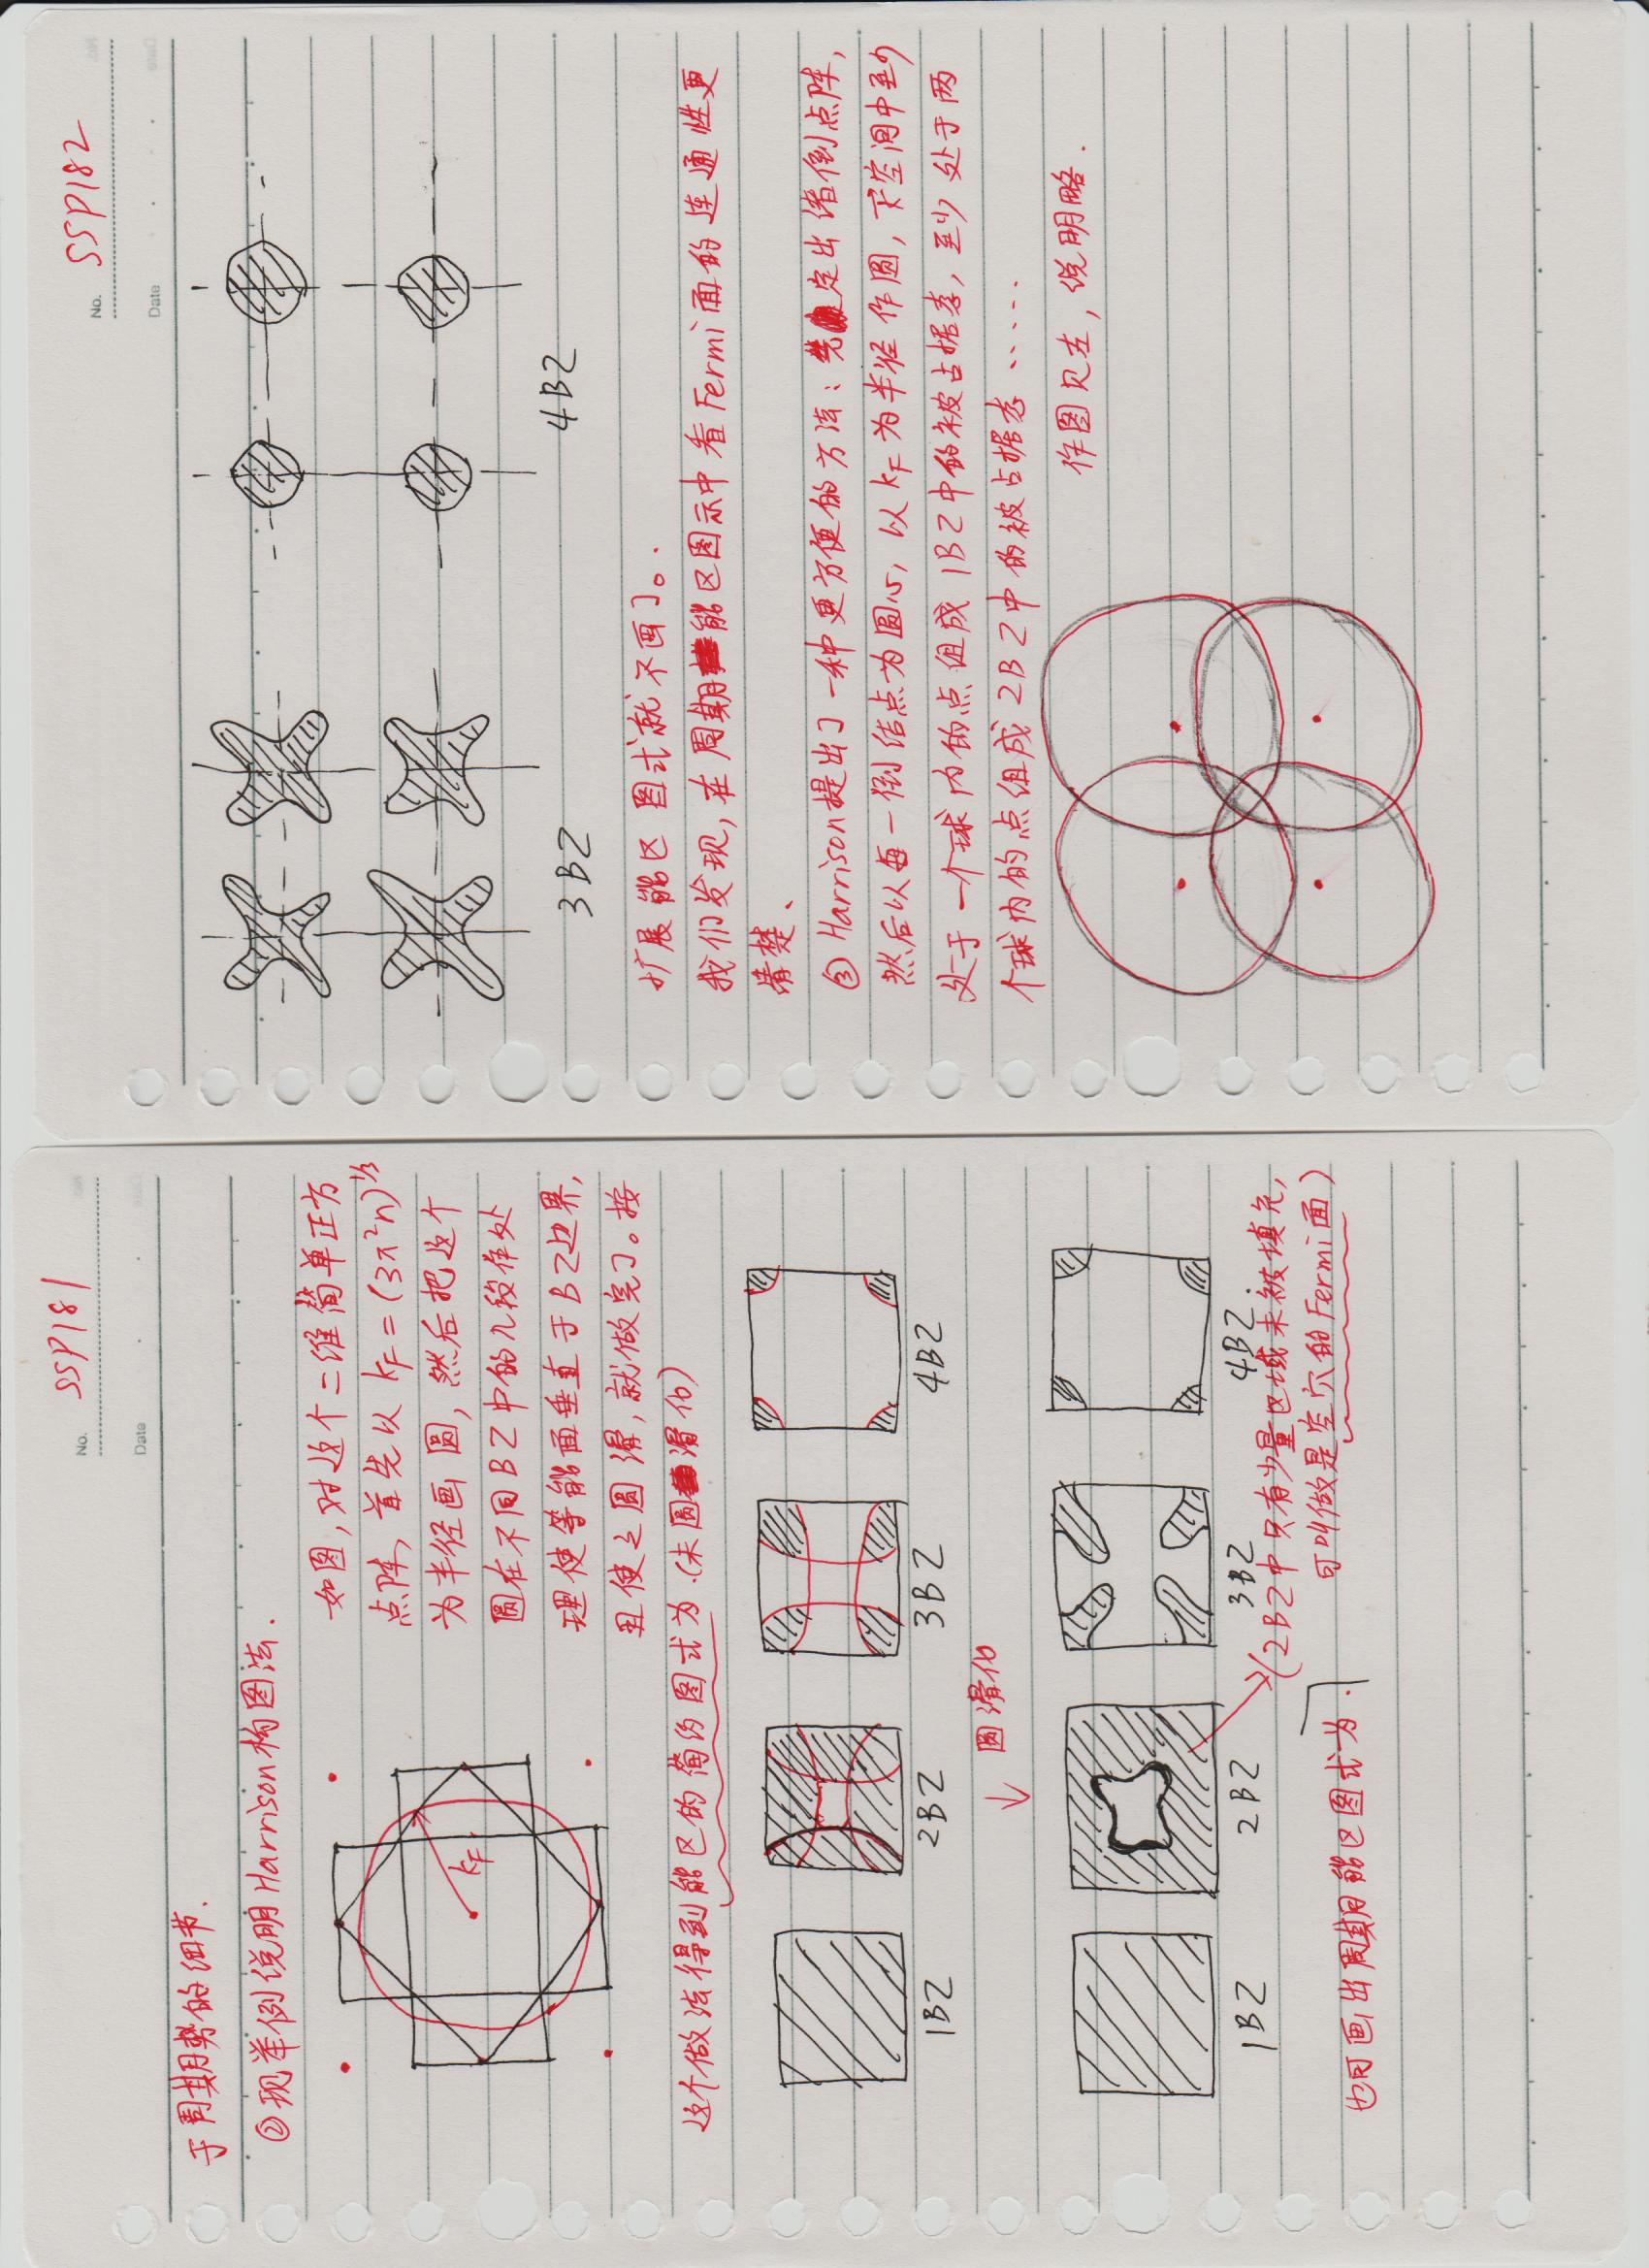 No. SSP181
Date
于周期势的细节.
②现举例说明Harrison构图法.
如图,对这个二维简单正方
点阵,首先以 k_F = (3π²n)^{1/3}
为半径画圆,然后把这个
圆在不同BZ中的几段作处
理使等能面垂直于BZ边界,
且使之圆滑,就做完了。按
k_F
这个做法得到能区的简约图式为.(未圆滑化)
1BZ 2BZ 3BZ 4BZ
↓ 圆滑化
1BZ 2BZ 3BZ 4BZ.
(2BZ中只有少量区域未被填充,
可叫做是空穴的Fermi面)
也可画出周期能区图式为.
No. SSP182
Date
3BZ 4BZ
扩展能区图式就不画了。.
我们发现,在周期能区图示中看Fermi面的连通性更
清楚、
③Harrison提出了一种更方便的方法:先定出诸倒点阵,
然后以每一倒结点为圆心,以k_F为半径作圆,k空间中至少
处于一个球内的点组成1BZ中的被占据态,至少处于两
个球内的点组成2BZ中的被占据态……
作图见左,说明略.